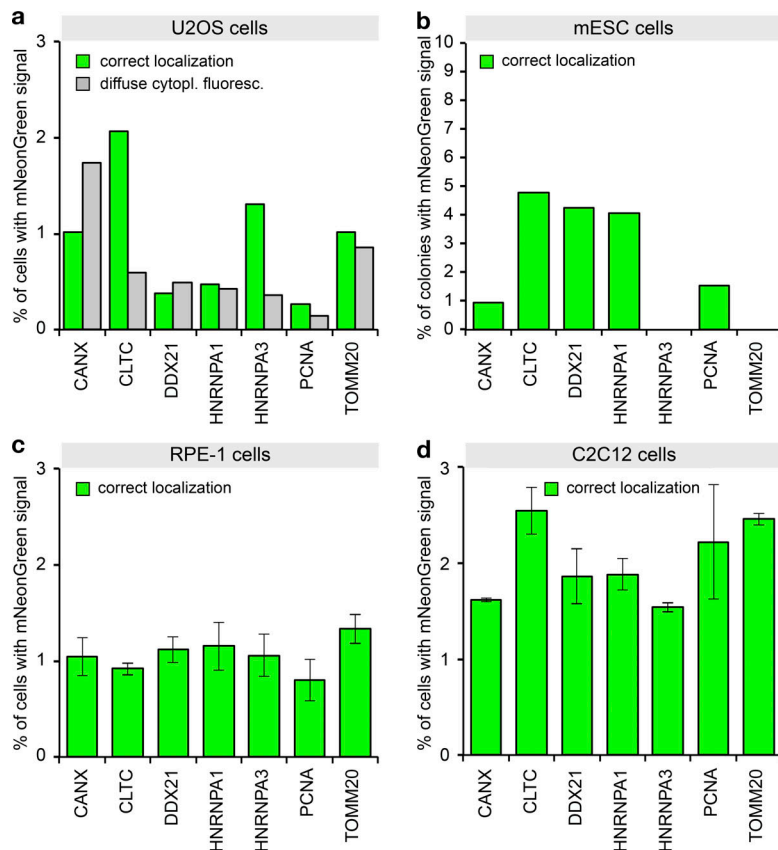 a
U2OS cells
% of cells with mNeonGreen signal
3
2
1
0
correct localization
diffuse cytopl. fluoresc.
CANX
CLTC
DDX21
HNRNPA1
HNRNPA3
PCNA
TOMM20
b
mESC cells
% of colonies with mNeonGreen signal
10
9
8
7
6
5
4
3
2
1
0
correct localization
CANX
CLTC
DDX21
HNRNPA1
HNRNPA3
PCNA
TOMM20
c
RPE-1 cells
% of cells with mNeonGreen signal
3
2
1
0
correct localization
CANX
CLTC
DDX21
HNRNPA1
HNRNPA3
PCNA
TOMM20
d
C2C12 cells
% of cells with mNeonGreen signal
3
2
1
0
correct localization
CANX
CLTC
DDX21
HNRNPA1
HNRNPA3
PCNA
TOMM20